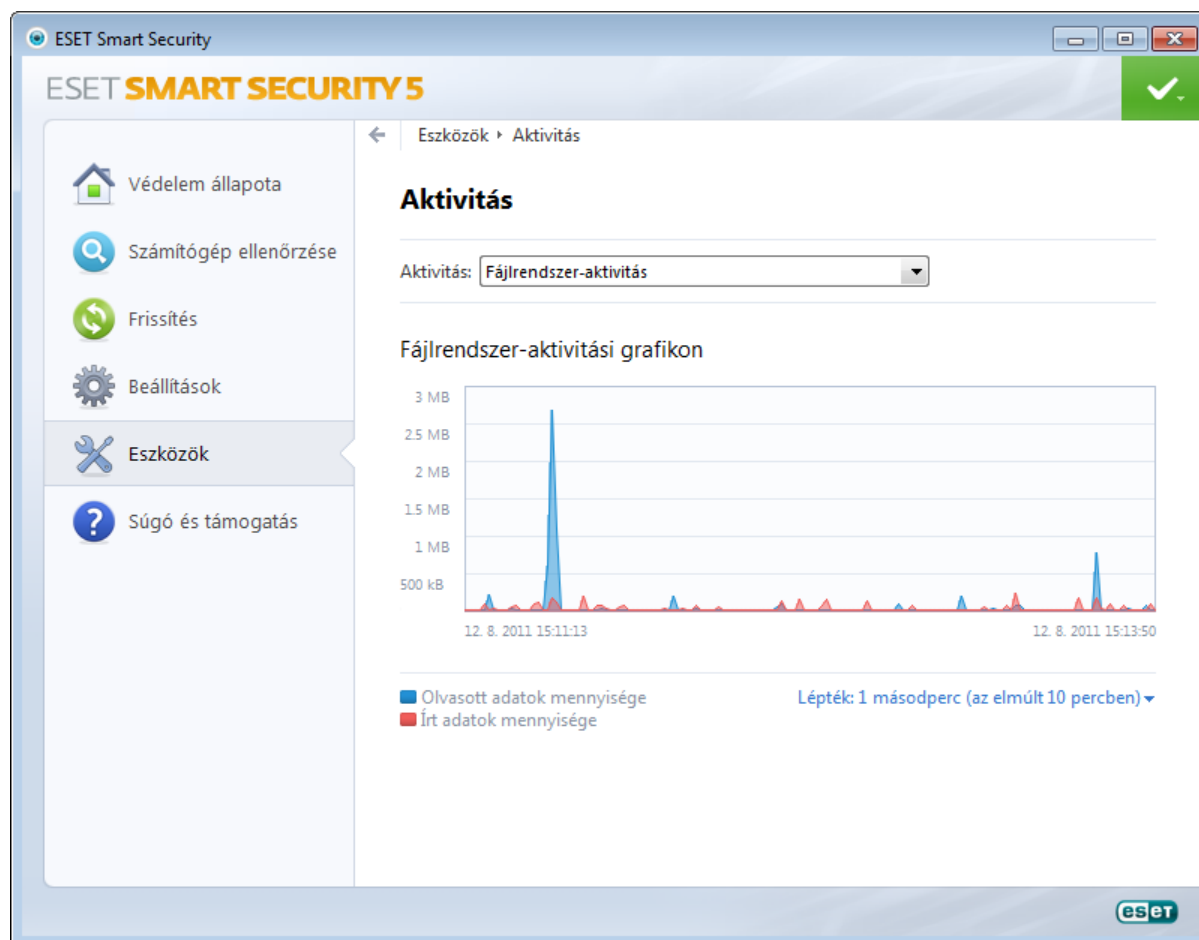 ESET Smart Security
ESET SMART SECURITY 5
Védelem állapota
Számítógép ellenőrzése
Frissítés
Beállítások
Eszközök
Súgó és támogatás
Eszközök Aktivitás
Aktivitás
Aktivitás: Fájlrendszer-aktivitás
Fájlrendszer-aktivitási grafikon
3 MB
2.5 MB
2 MB
1.5 MB
1 MB
500 kB
12. 8. 2011 15:11:13 12. 8. 2011 15:13:50
Olvasott adatok mennyisége
Írt adatok mennyisége
Lépték: 1 másodperc (az elmúlt 10 percben)
eseT